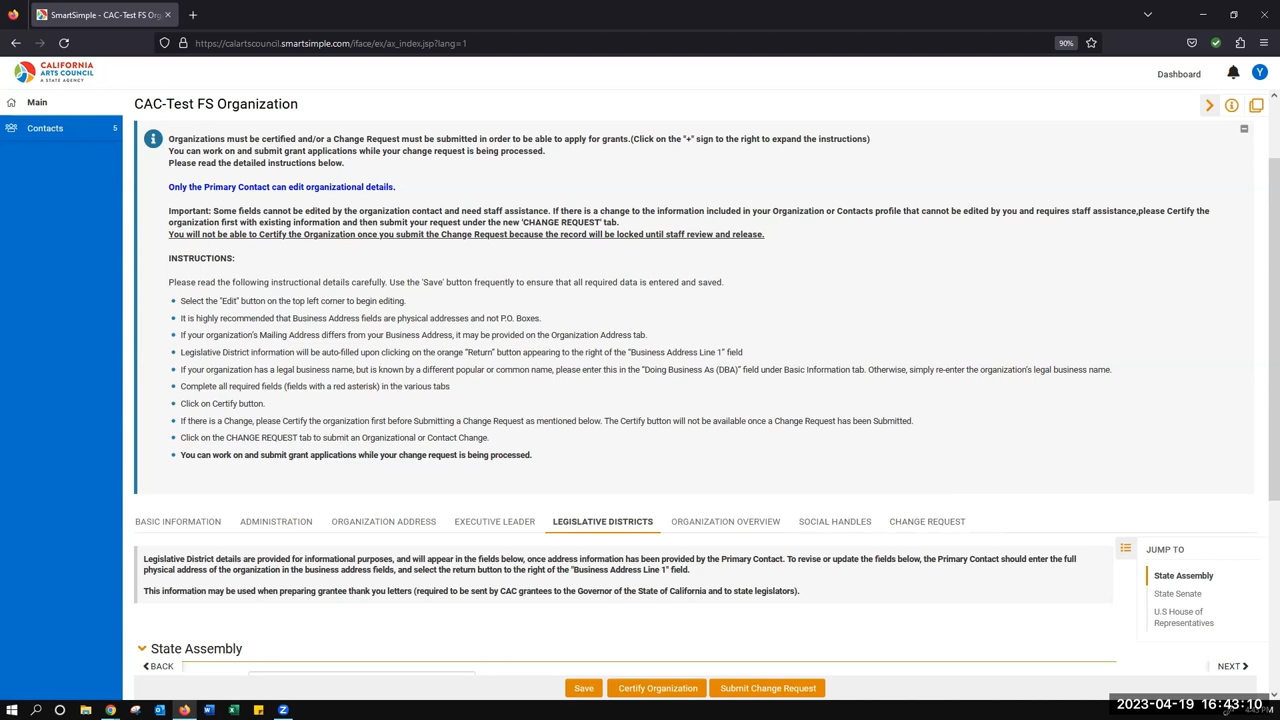 SmartSimple - CAC-Test FS Org
https://calartscouncil.smartsimple.com/iface/ex/ax_index.jsp?lang=1
90%
CALIFORNIA
ARTS COUNCIL
A STATE AGENCY
Dashboard
Y
Main
Contacts 5
CAC-Test FS Organization
Organizations must be certified and/or a Change Request must be submitted in order to be able to apply for grants.(Click on the "+" sign to the right to expand the instructions)
You can work on and submit grant applications while your change request is being processed.
Please read the detailed instructions below.
Only the Primary Contact can edit organizational details.
Important: Some fields cannot be edited by the organization contact and need staff assistance. If there is a change to the information included in your Organization or Contacts profile that cannot be edited by you and requires staff assistance,please Certify the
organization first with existing information and then submit your request under the new 'CHANGE REQUEST' tab.
You will not be able to Certify the Organization once you submit the Change Request because the record will be locked until staff review and release.
INSTRUCTIONS:
Please read the following instructional details carefully. Use the 'Save' button frequently to ensure that all required data is entered and saved.
Select the "Edit" button on the top left corner to begin editing.
It is highly recommended that Business Address fields are physical addresses and not P.O. Boxes.
If your organization's Mailing Address differs from your Business Address, it may be provided on the Organization Address tab.
Legislative District information will be auto-filled upon clicking on the orange "Return" button appearing to the right of the "Business Address Line 1" field
If your organization has a legal business name, but is known by a different popular or common name, please enter this in the "Doing Business As (DBA)" field under Basic Information tab. Otherwise, simply re-enter the organization's legal business name.
Complete all required fields (fields with a red asterisk) in the various tabs
Click on Certify button.
If there is a Change, please Certify the organization first before Submitting a Change Request as mentioned below. The Certify button will not be available once a Change Request has been Submitted.
Click on the CHANGE REQUEST tab to submit an Organizational or Contact Change.
You can work on and submit grant applications while your change request is being processed.
BASIC INFORMATION ADMINISTRATION ORGANIZATION ADDRESS EXECUTIVE LEADER LEGISLATIVE DISTRICTS ORGANIZATION OVERVIEW SOCIAL HANDLES CHANGE REQUEST
Legislative District details are provided for informational purposes, and will appear in the fields below, once address information has been provided by the Primary Contact. To revise or update the fields below, the Primary Contact should enter the full
physical address of the organization in the business address fields, and select the return button to the right of the "Business Address Line 1" field.
This information may be used when preparing grantee thank you letters (required to be sent by CAC grantees to the Governor of the State of California and to state legislators).
JUMP TO
State Assembly
State Senate
U.S House of
Representatives
State Assembly
BACK
NEXT
Save Certify Organization Submit Change Request
2023-04-19 16:43:10